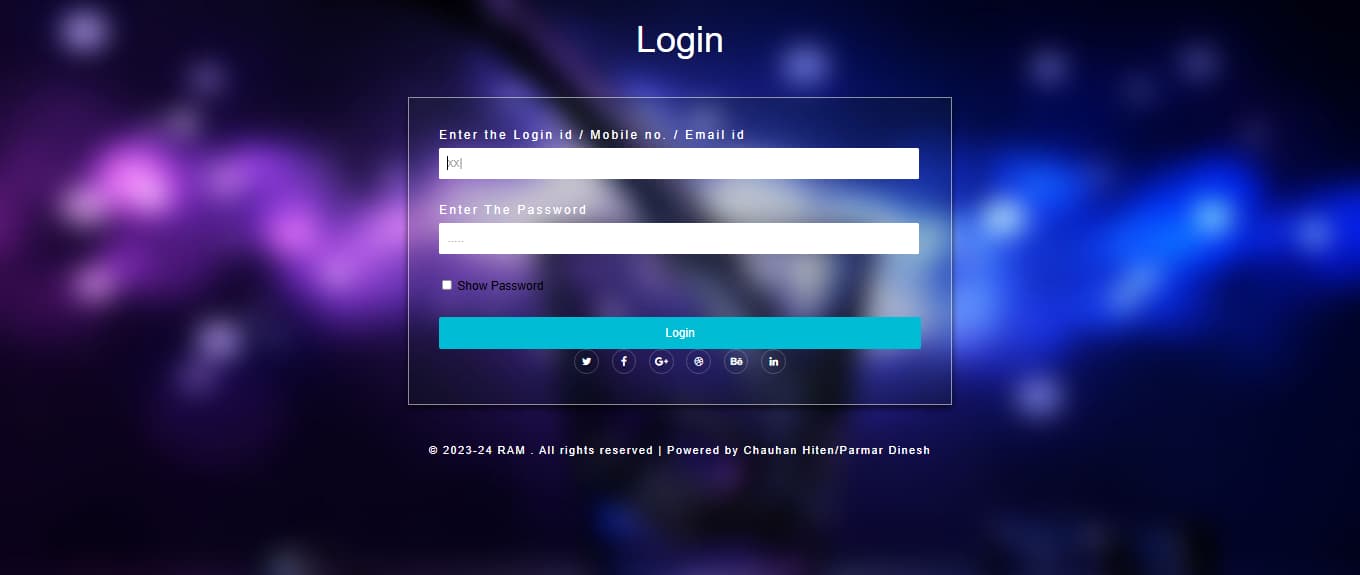 Login
Enter the Login id / Mobile no. / Email id
xx|
Enter The Password
.....
Show Password
Login
G+ Bē in
© 2023-24 RAM . All rights reserved | Powered by Chauhan Hiten/Parmar Dinesh